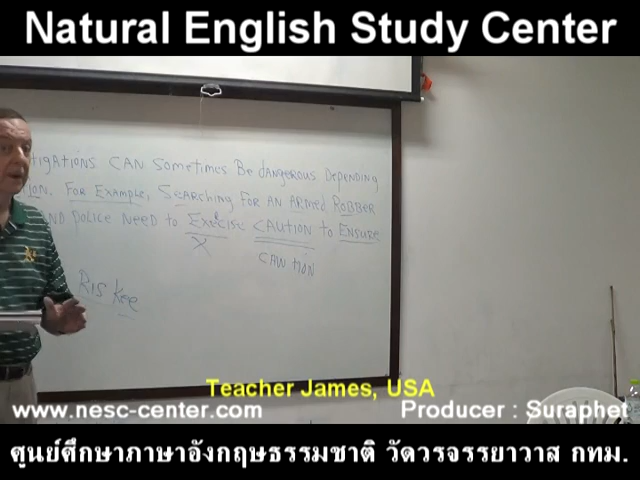 Natural English Study Center
TIGATIONS CAN SOMETIMES BE DANGEROUS DEPENDING
ION. FOR EXAMPLE, SEARCHING FOR AN ARMED ROBBER
AND POLICE NEED TO EXERCISE CAUTION TO ENSURE
X
CAW TION
RIS KEE
Teacher James, USA
www.nesc-center.com
Producer : Suraphet
ศูนย์ศึกษาภาษาอังกฤษธรรมชาติ วัดวรจรรยาวาส กทม.